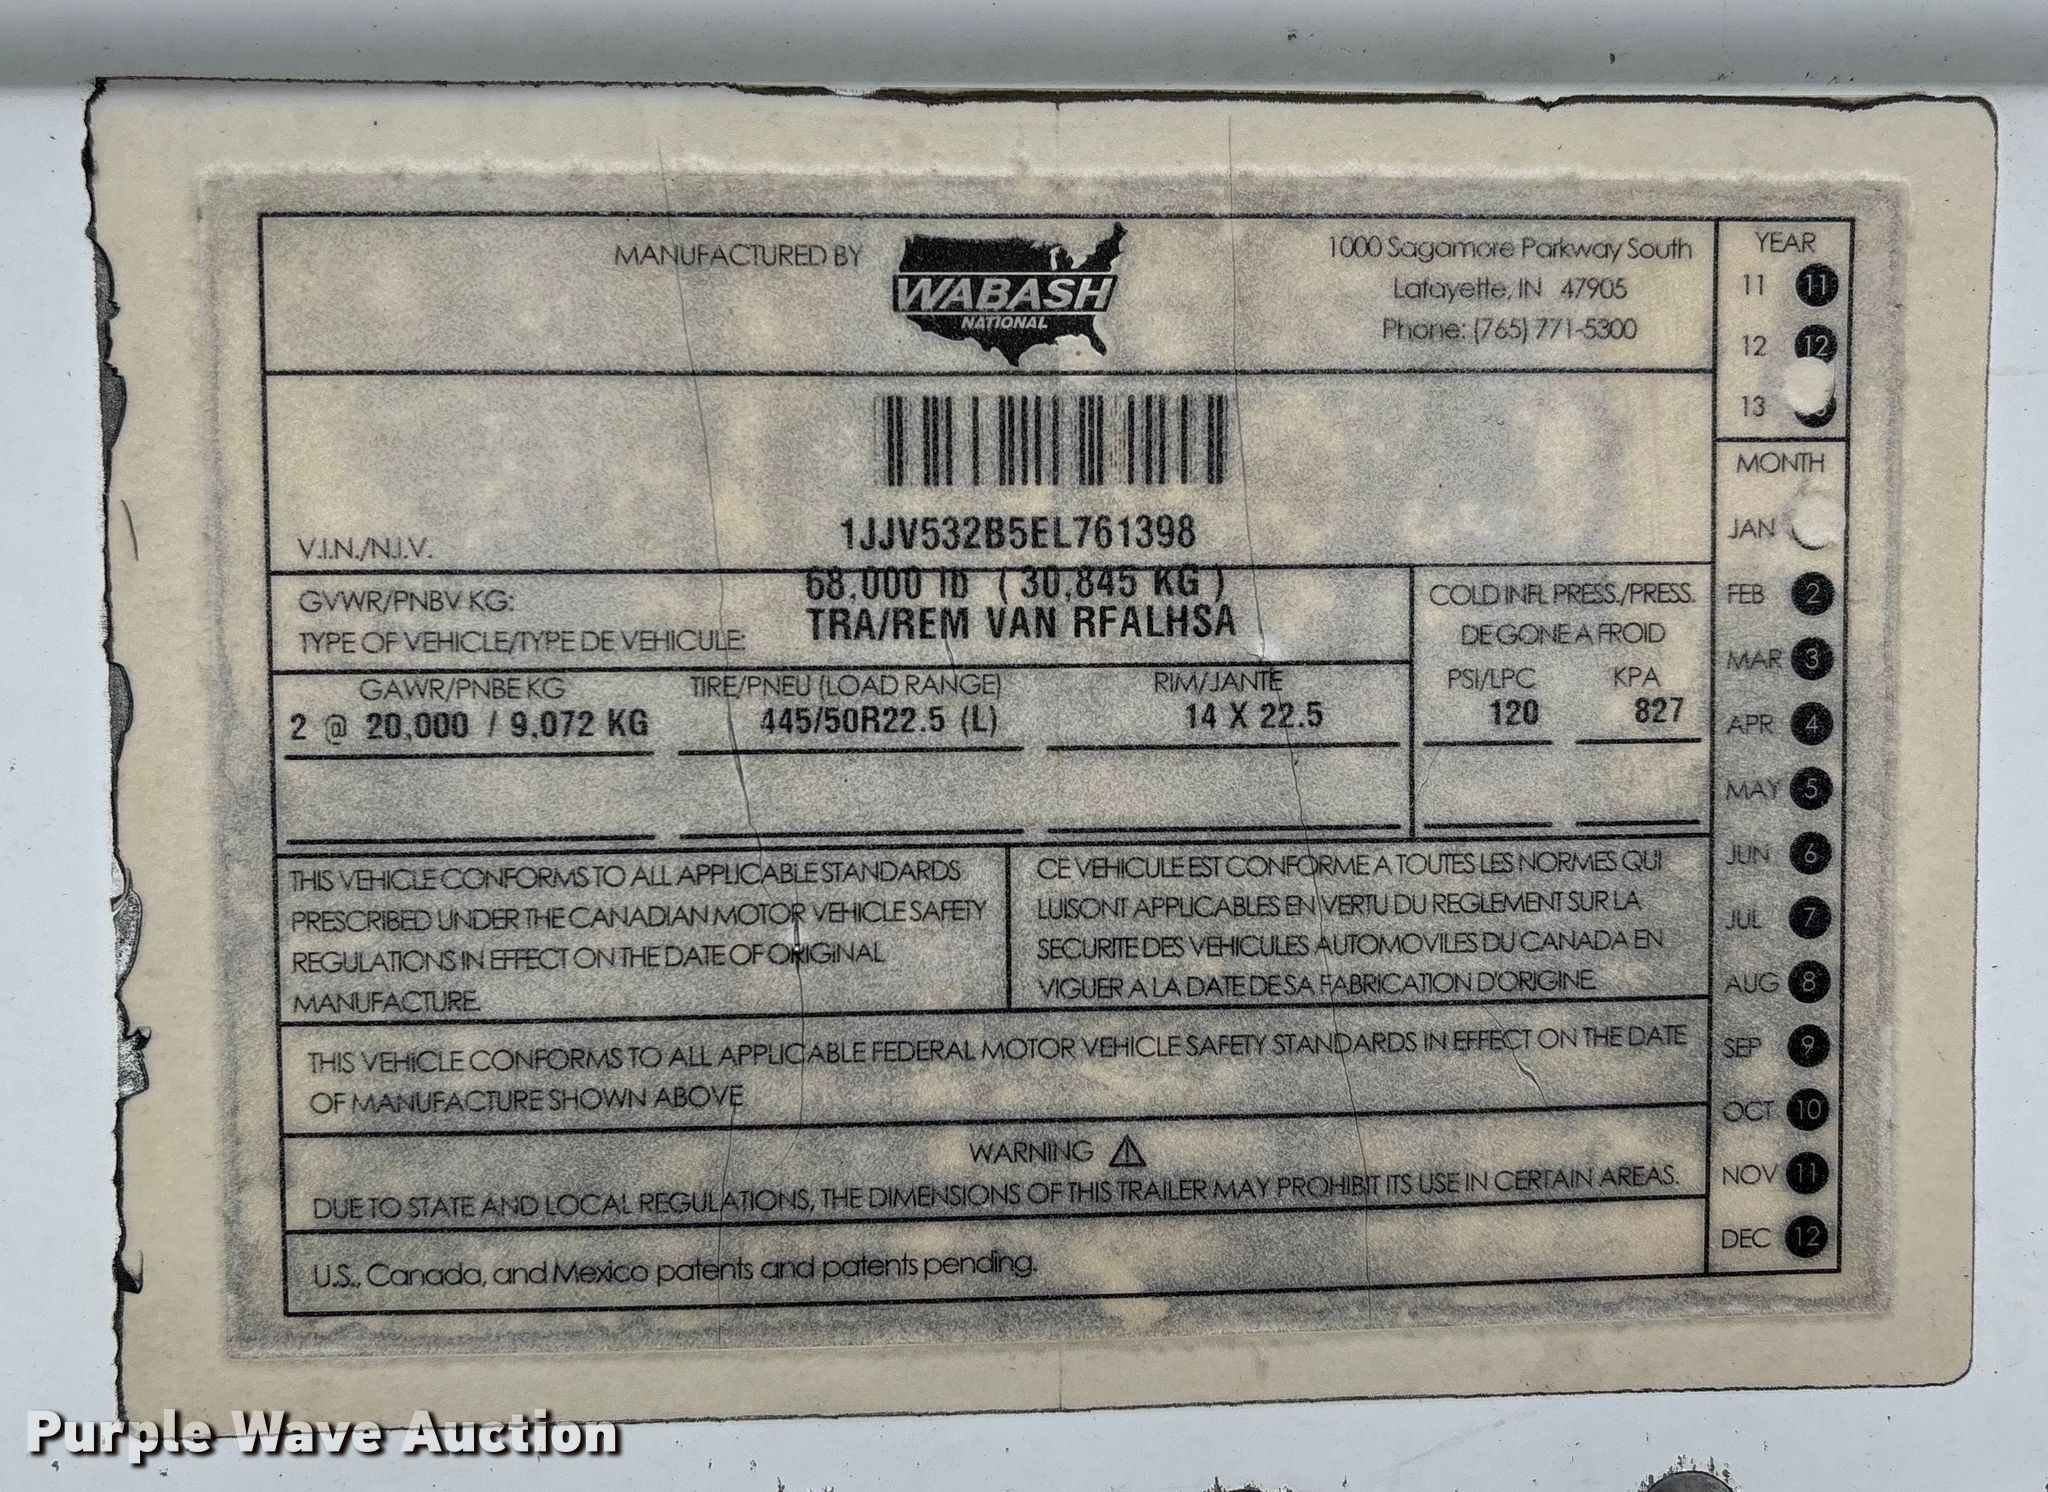 MANUFACTURED BY
WABASH
NATIONAL
1000 Sagamore Parkway South
Lafayette, IN 47905
Phone: (765) 771-5300
YEAR
11 11
12 12
13
MONTH
JAN
FEB 2
MAR 3
APR 4
MAY 5
JUN 6
JUL 7
AUG 8
SEP 9
OCT 10
NOV 11
DEC 12
V.I.N./N.I.V.
1JJV532B5EL761398
GVWR/PNBV KG: 68,000 lb ( 30,845 KG )
TYPE OF VEHICLE/TYPE DE VEHICULE: TRA/REM VAN RFALHSA
COLD INFL PRESS./PRESS.
DE GONE A FROID
GAWR/PNBE KG TIRE/PNEU (LOAD RANGE) RIM/JANTE PSI/LPC KPA
2 @ 20,000 / 9,072 KG 445/50R22.5 (L) 14 X 22.5 120 827
THIS VEHICLE CONFORMS TO ALL APPLICABLE STANDARDS
PRESCRIBED UNDER THE CANADIAN MOTOR VEHICLE SAFETY
REGULATIONS IN EFFECT ON THE DATE OF ORIGINAL
MANUFACTURE.
CE VEHICULE EST CONFORME A TOUTES LES NORMES QUI
LUI SONT APPLICABLES EN VERTU DU REGLEMENT SUR LA
SECURITE DES VEHICULES AUTOMOVILES DU CANADA EN
VIGUER A LA DATE DE SA FABRICATION D'ORIGINE.
THIS VEHICLE CONFORMS TO ALL APPLICABLE FEDERAL MOTOR VEHICLE SAFETY STANDARDS IN EFFECT ON THE DATE
OF MANUFACTURE SHOWN ABOVE
WARNING
DUE TO STATE AND LOCAL REGULATIONS, THE DIMENSIONS OF THIS TRAILER MAY PROHIBIT ITS USE IN CERTAIN AREAS.
U.S., Canada, and Mexico patents and patents pending.
Purple Wave Auction